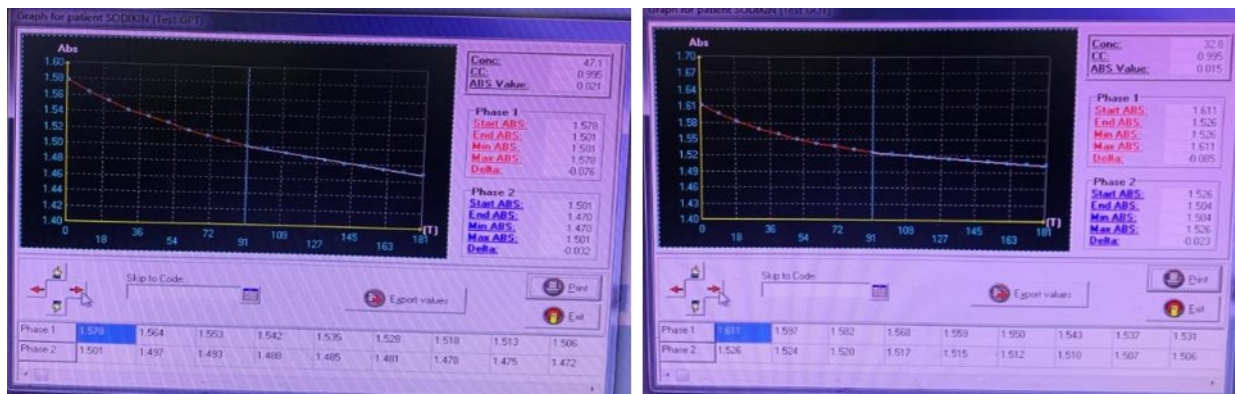 Graph for patient SODIKIN (Test GPT)
Abs
1.60
1.58
1.56
1.54
1.52
1.50
1.48
1.46
1.44
1.42
1.40
0 18 36 54 72 91 109 127 145 163 181
(T)
Conc: 47.1
CC: 0.995
ABS Value: 0.021
Phase 1
Start ABS: 1.578
End ABS: 1.501
Min ABS: 1.501
Max ABS: 1.578
Delta: -0.076
Phase 2
Start ABS: 1.501
End ABS: 1.470
Min ABS: 1.470
Max ABS: 1.501
Delta: -0.032
Skip to Code:
Export values
Print
Exit
Phase 1 1.578 1.564 1.553 1.542 1.535 1.528 1.518 1.513 1.506
Phase 2 1.501 1.497 1.493 1.488 1.485 1.481 1.478 1.475 1.472
Graph for patient SODIKIN (Test GOT)
Abs
1.70
1.67
1.64
1.61
1.58
1.55
1.52
1.49
1.46
1.43
1.40
0 18 36 54 72 91 109 127 145 163 181
(T)
Conc: 32.8
CC: 0.995
ABS Value: 0.015
Phase 1
Start ABS: 1.611
End ABS: 1.526
Min ABS: 1.526
Max ABS: 1.611
Delta: -0.085
Phase 2
Start ABS: 1.526
End ABS: 1.504
Min ABS: 1.504
Max ABS: 1.526
Delta: -0.023
Skip to Code:
Export values
Print
Exit
Phase 1 1.611 1.597 1.582 1.568 1.559 1.550 1.543 1.537 1.531
Phase 2 1.526 1.524 1.520 1.517 1.515 1.512 1.510 1.507 1.506